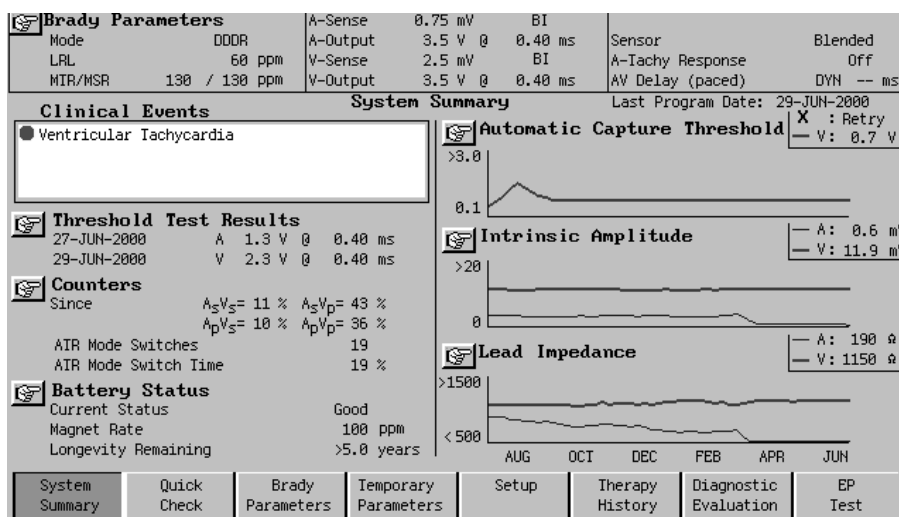 Brady Parameters
Mode DDDR
LRL 60 ppm
MTR/MSR 130 / 130 ppm
A-Sense 0.75 mV BI
A-Output 3.5 V @ 0.40 ms
V-Sense 2.5 mV BI
V-Output 3.5 V @ 0.40 ms
Sensor Blended
A-Tachy Response Off
AV Delay (paced) DYN -- ms
System Summary
Last Program Date: 29-JUN-2000
Clinical Events
Ventricular Tachycardia
Threshold Test Results
27-JUN-2000 A 1.3 V @ 0.40 ms
29-JUN-2000 V 2.3 V @ 0.40 ms
Counters
Since AsVs= 11 % AsVp= 43 %
ApVs= 10 % ApVp= 36 %
ATR Mode Switches 19
ATR Mode Switch Time 19 %
Battery Status
Current Status Good
Magnet Rate 100 ppm
Longevity Remaining >5.0 years
Automatic Capture Threshold
X : Retry
V: 0.7 V
>3.0
0.1
Intrinsic Amplitude
A: 0.6 m
V: 11.9 m
>20
0
Lead Impedance
A: 190 Ω
V: 1150 Ω
>1500
<500
AUG OCT DEC FEB APR JUN
System Summary
Quick Check
Brady Parameters
Temporary Parameters
Setup
Therapy History
Diagnostic Evaluation
EP Test